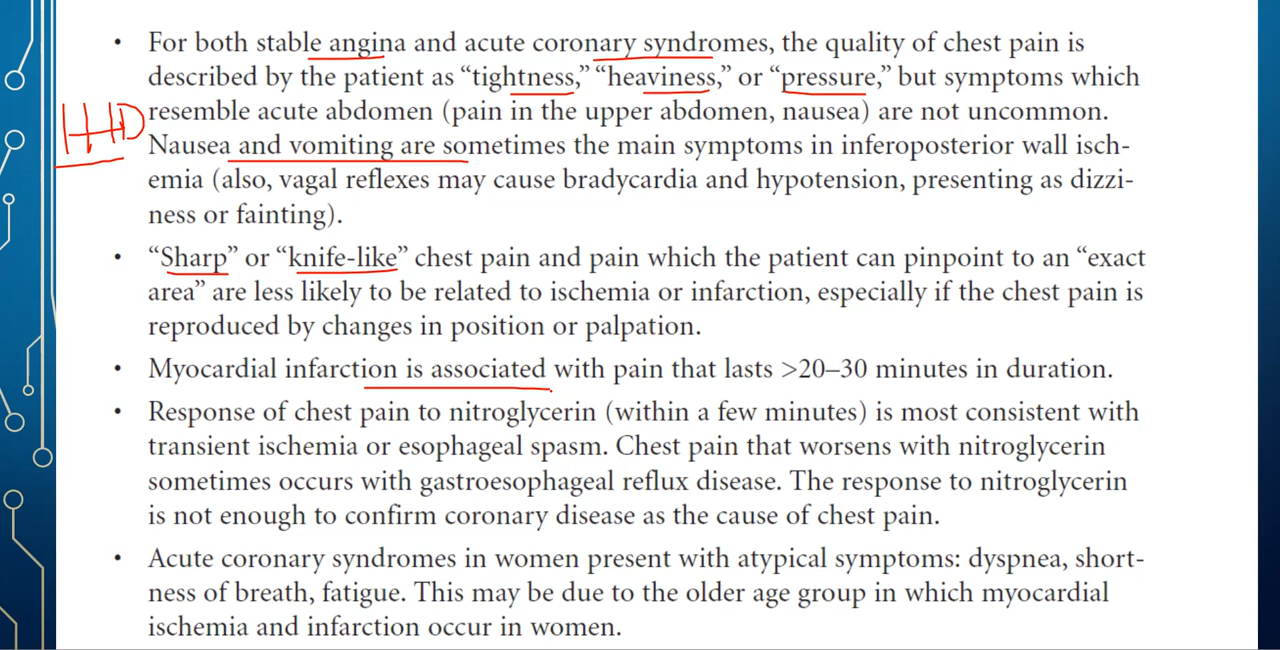 • For both stable angina and acute coronary syndromes, the quality of chest pain is
described by the patient as “tightness,” “heaviness,” or “pressure,” but symptoms which
resemble acute abdomen (pain in the upper abdomen, nausea) are not uncommon.
Nausea and vomiting are sometimes the main symptoms in inferoposterior wall isch-
emia (also, vagal reflexes may cause bradycardia and hypotension, presenting as dizzi-
ness or fainting).
• “Sharp” or “knife-like” chest pain and pain which the patient can pinpoint to an “exact
area” are less likely to be related to ischemia or infarction, especially if the chest pain is
reproduced by changes in position or palpation.
• Myocardial infarction is associated with pain that lasts >20–30 minutes in duration.
• Response of chest pain to nitroglycerin (within a few minutes) is most consistent with
transient ischemia or esophageal spasm. Chest pain that worsens with nitroglycerin
sometimes occurs with gastroesophageal reflux disease. The response to nitroglycerin
is not enough to confirm coronary disease as the cause of chest pain.
• Acute coronary syndromes in women present with atypical symptoms: dyspnea, short-
ness of breath, fatigue. This may be due to the older age group in which myocardial
ischemia and infarction occur in women.